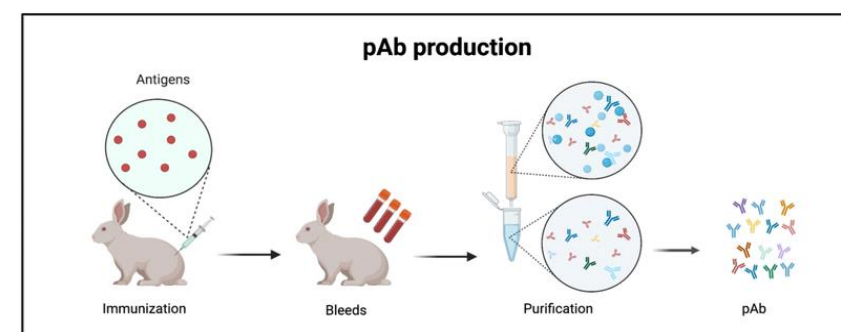 pAb production
Antigens
Immunization
Bleeds
Purification
pAb